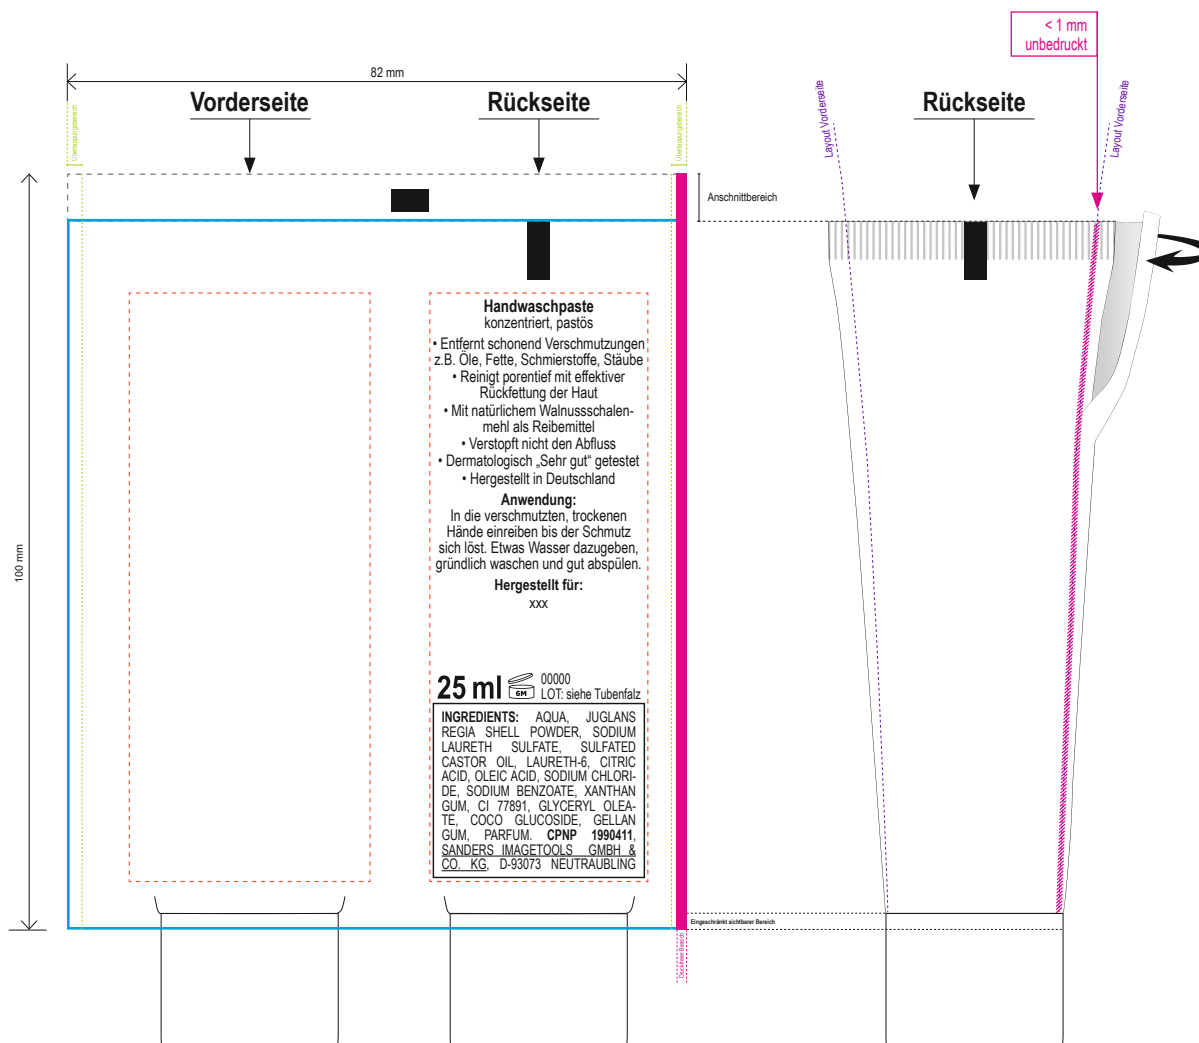 < 1 mm
unbedruckt
82 mm
Vorderseite
Rückseite
Rückseite
Überlappungsbereich
Überlappungsbereich
Layout Vorderseite
Layout Vorderseite
Anschnittbereich
100 mm
Handwaschpaste
konzentriert, pastös
• Entfernt schonend Verschmutzungen
z.B. Öle, Fette, Schmierstoffe, Stäube
• Reinigt porentief mit effektiver
Rückfettung der Haut
• Mit natürlichem Walnussschalen-
mehl als Reibemittel
• Verstopft nicht den Abfluss
• Dermatologisch „Sehr gut“ getestet
• Hergestellt in Deutschland
Anwendung:
In die verschmutzten, trockenen
Hände einreiben bis der Schmutz
sich löst. Etwas Wasser dazugeben,
gründlich waschen und gut abspülen.
Hergestellt für:
xxx
25 ml
6M
00000
LOT: siehe Tubenfalz
INGREDIENTS: AQUA, JUGLANS
REGIA SHELL POWDER, SODIUM
LAURETH SULFATE, SULFATED
CASTOR OIL, LAURETH-6, CITRIC
ACID, OLEIC ACID, SODIUM CHLORI-
DE, SODIUM BENZOATE, XANTHAN
GUM, CI 77891, GLYCERYL OLEA-
TE, COCO GLUCOSIDE, GELLAN
GUM, PARFUM. CPNP 1990411,
SANDERS IMAGETOOLS GMBH &
CO. KG, D-93073 NEUTRAUBLING
Eingeschränkt sichtbarer Bereich
Druckfreier Bereich